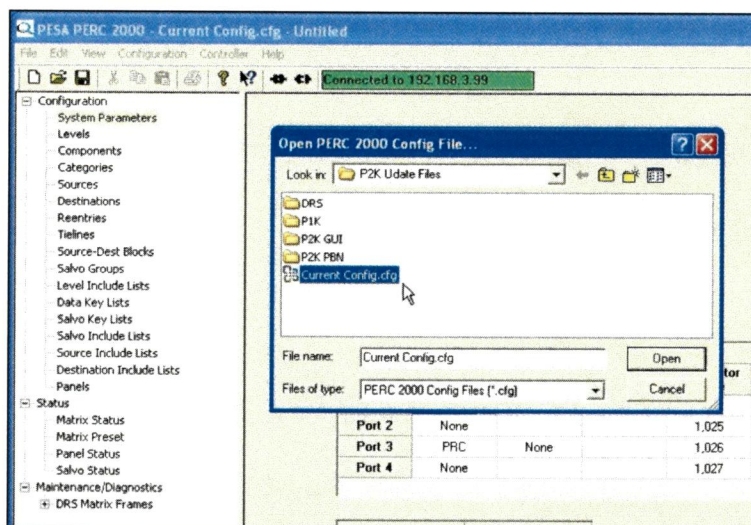 PESA PERC 2000 - Current Config.cfg - Untitled
File Edit View Configuration Controller Help
Connected to 192.168.3.99
Configuration
System Parameters
Levels
Components
Categories
Sources
Destinations
Reentries
Tielines
Source-Dest Blocks
Salvo Groups
Level Include Lists
Data Key Lists
Salvo Key Lists
Salvo Include Lists
Source Include Lists
Destination Include Lists
Panels
Status
Matrix Status
Matrix Preset
Panel Status
Salvo Status
Maintenance/Diagnostics
DRS Matrix Frames
Open PERC 2000 Config File...
Look in: P2K Udate Files
DRS
P1K
P2K GUI
P2K PBN
Current Config.cfg
File name: Current Config.cfg Open
Files of type: PERC 2000 Config Files (*.cfg) Cancel
tor
Port 2 None 1,025
Port 3 PRC None 1,026
Port 4 None 1,027